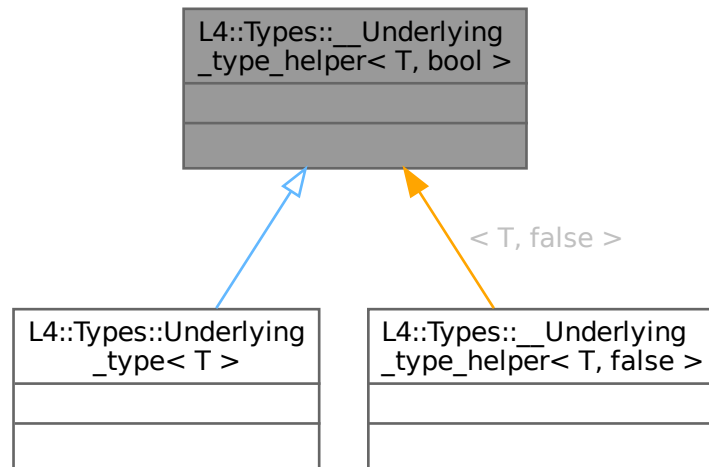 L4::Types::__Underlying
_type_helper< T, bool >
< T, false >
L4::Types::Underlying
_type< T >
L4::Types::__Underlying
_type_helper< T, false >